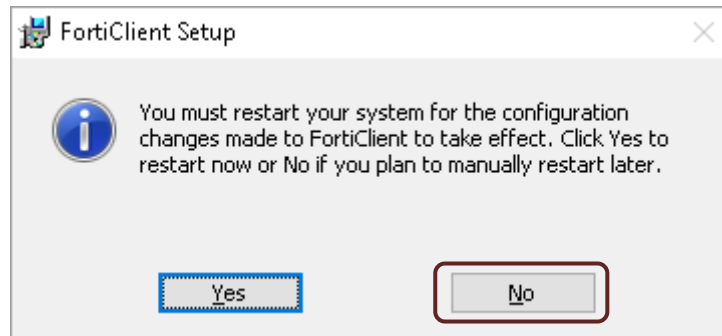 FortiClient Setup
You must restart your system for the configuration
changes made to FortiClient to take effect. Click Yes to
restart now or No if you plan to manually restart later.
Yes
No